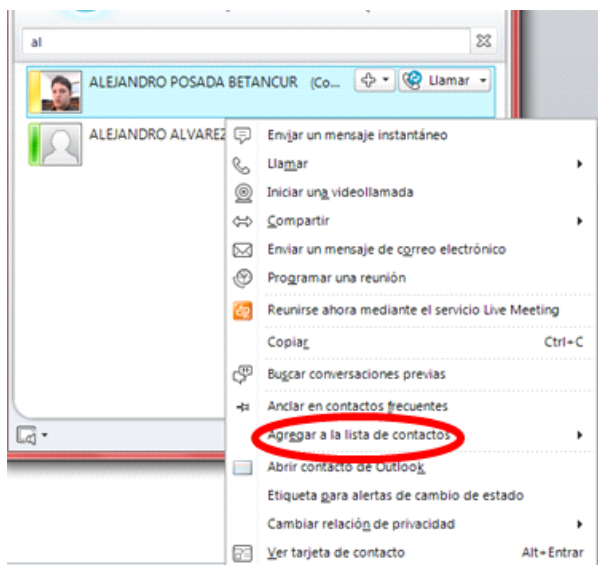 al
ALEJANDRO POSADA BETANCUR (Co... Llamar
ALEJANDRO ALVAREZ
Enviar un mensaje instantáneo
Llamar
Iniciar una videollamada
Compartir
Enviar un mensaje de correo electrónico
Programar una reunión
Reunirse ahora mediante el servicio Live Meeting
Copiar Ctrl+C
Buscar conversaciones previas
Anclar en contactos frecuentes
Agregar a la lista de contactos
Abrir contacto de Outlook
Etiqueta para alertas de cambio de estado
Cambiar relación de privacidad
Ver tarjeta de contacto Alt+Entrar